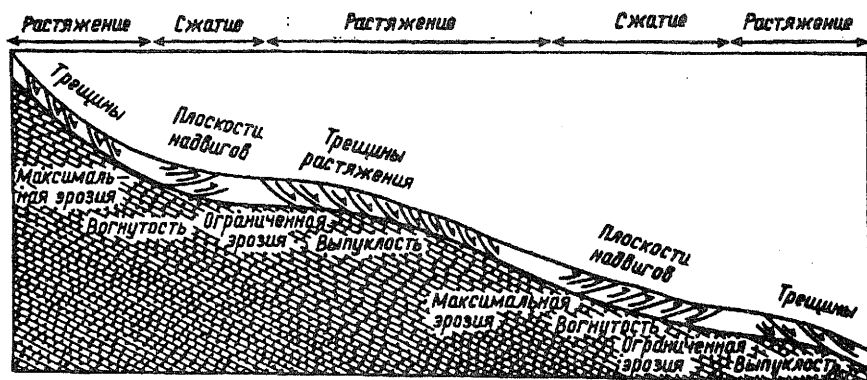 Растяжение Сжатие Растяжение Сжатие Растяжение
Трещины
Плоскости
надвигов
Трещины
растяжения
Максималь-
ная эрозия
Вогнутость
Ограниченная
эрозия
Выпуклость
Плоскости
надвигов
Трещины
Максимальная
эрозия
Вогнутость
Ограниченная
эрозия
Выпуклость